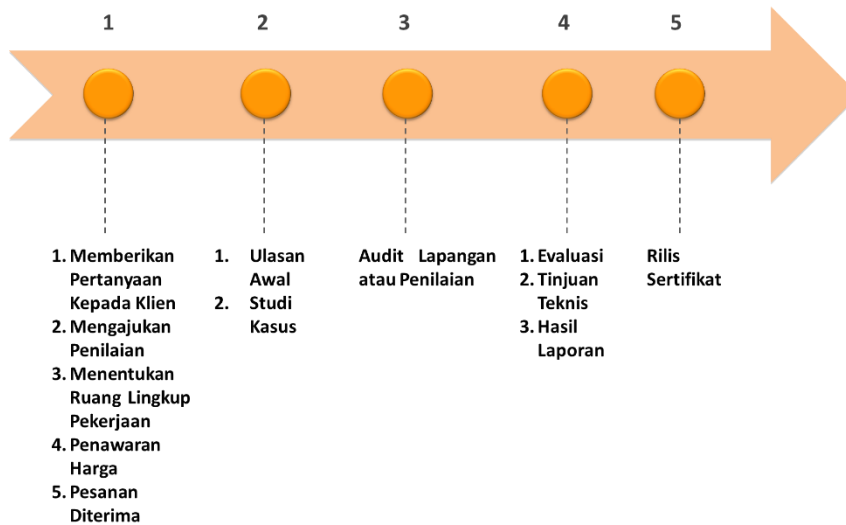 1 2 3 4 5
1. Memberikan
Pertanyaan
Kepada Klien
2. Mengajukan
Penilaian
3. Menentukan
Ruang Lingkup
Pekerjaan
4. Penawaran
Harga
5. Pesanan
Diterima
1. Ulasan
Awal
2. Studi
Kasus
Audit Lapangan
atau Penilaian
1. Evaluasi
2. Tinjuan
Teknis
3. Hasil
Laporan
Rilis
Sertifikat